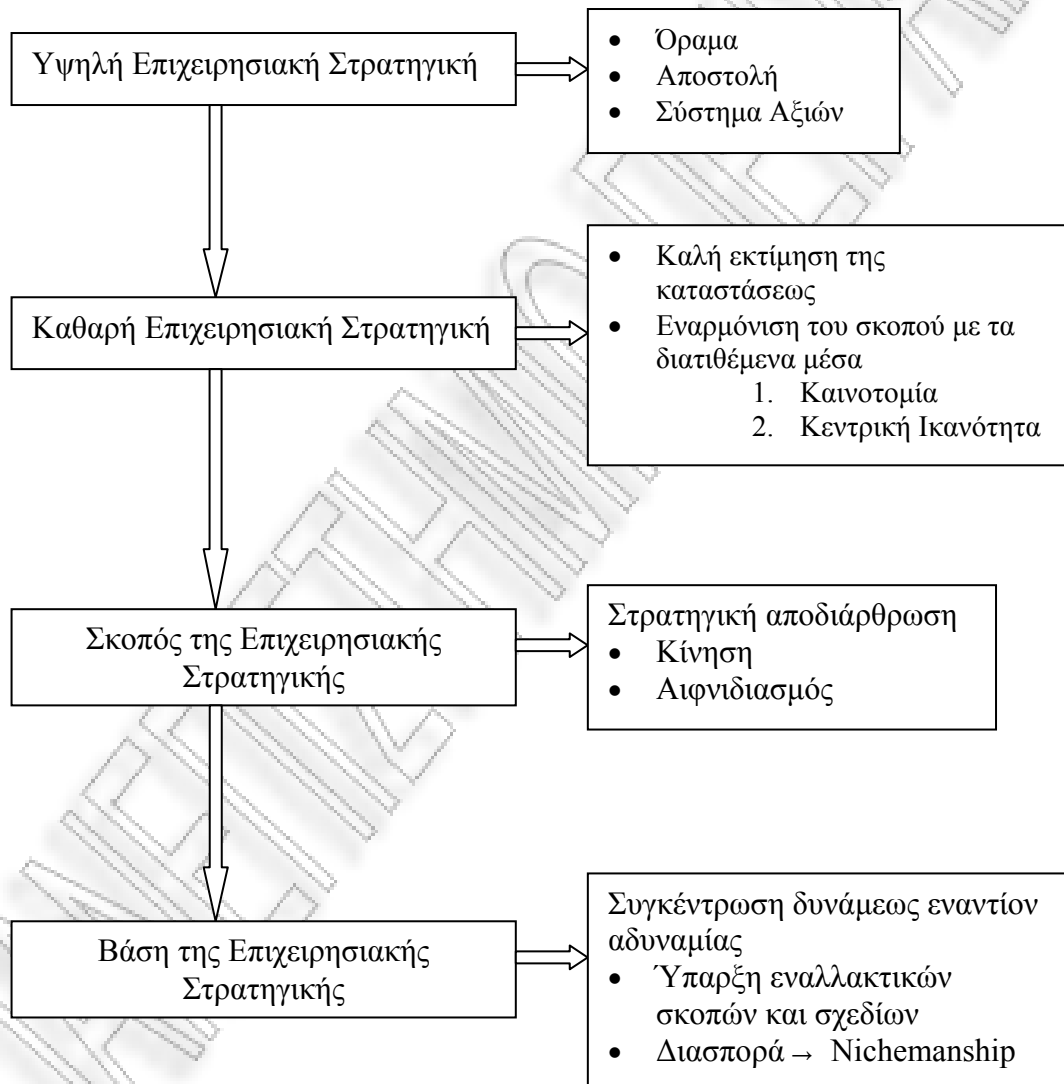 Υψηλή Επιχειρησιακή Στρατηγική
• Όραμα
• Αποστολή
• Σύστημα Αξιών
Καθαρή Επιχειρησιακή Στρατηγική
• Καλή εκτίμηση της
καταστάσεως
• Εναρμόνιση του σκοπού με τα
διατιθέμενα μέσα
1. Καινοτομία
2. Κεντρική Ικανότητα
Σκοπός της Επιχειρησιακής
Στρατηγικής
Στρατηγική αποδιάρθρωση
• Κίνηση
• Αιφνιδιασμός
Βάση της Επιχειρησιακής
Στρατηγικής
Συγκέντρωση δυνάμεως εναντίον
αδυναμίας
• Ύπαρξη εναλλακτικών
σκοπών και σχεδίων
• Διασπορά → Nichemanship